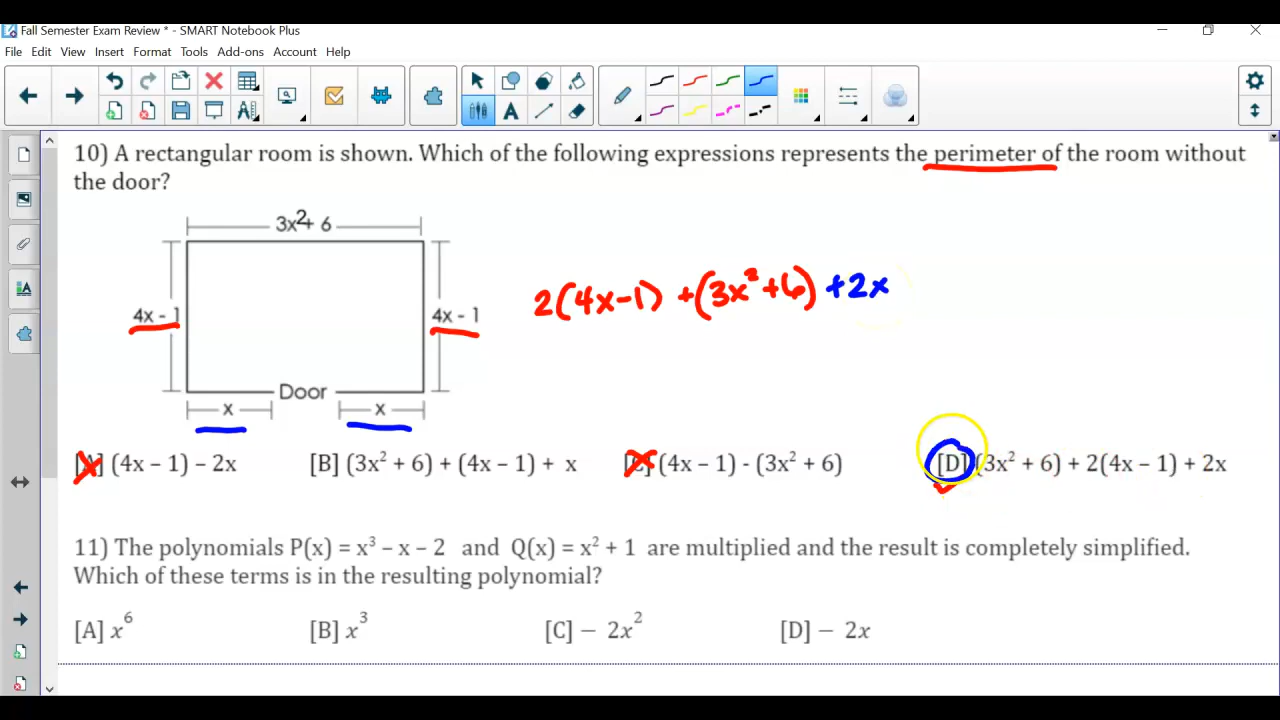 Fall Semester Exam Review * - SMART Notebook Plus
File Edit View Insert Format Tools Add-ons Account Help
10) A rectangular room is shown. Which of the following expressions represents the perimeter of the room without
the door?
3x²+ 6
4x - 1
4x - 1
2(4x-1) +(3x²+6) +2x
Door
x
x
[A] (4x – 1) – 2x [B] (3x² + 6) + (4x – 1) + x [C] (4x – 1) - (3x² + 6) [D] (3x² + 6) + 2(4x – 1) + 2x
11) The polynomials P(x) = x³ – x – 2 and Q(x) = x² + 1 are multiplied and the result is completely simplified.
Which of these terms is in the resulting polynomial?
[A] x⁶ [B] x³ [C] – 2x² [D] – 2x